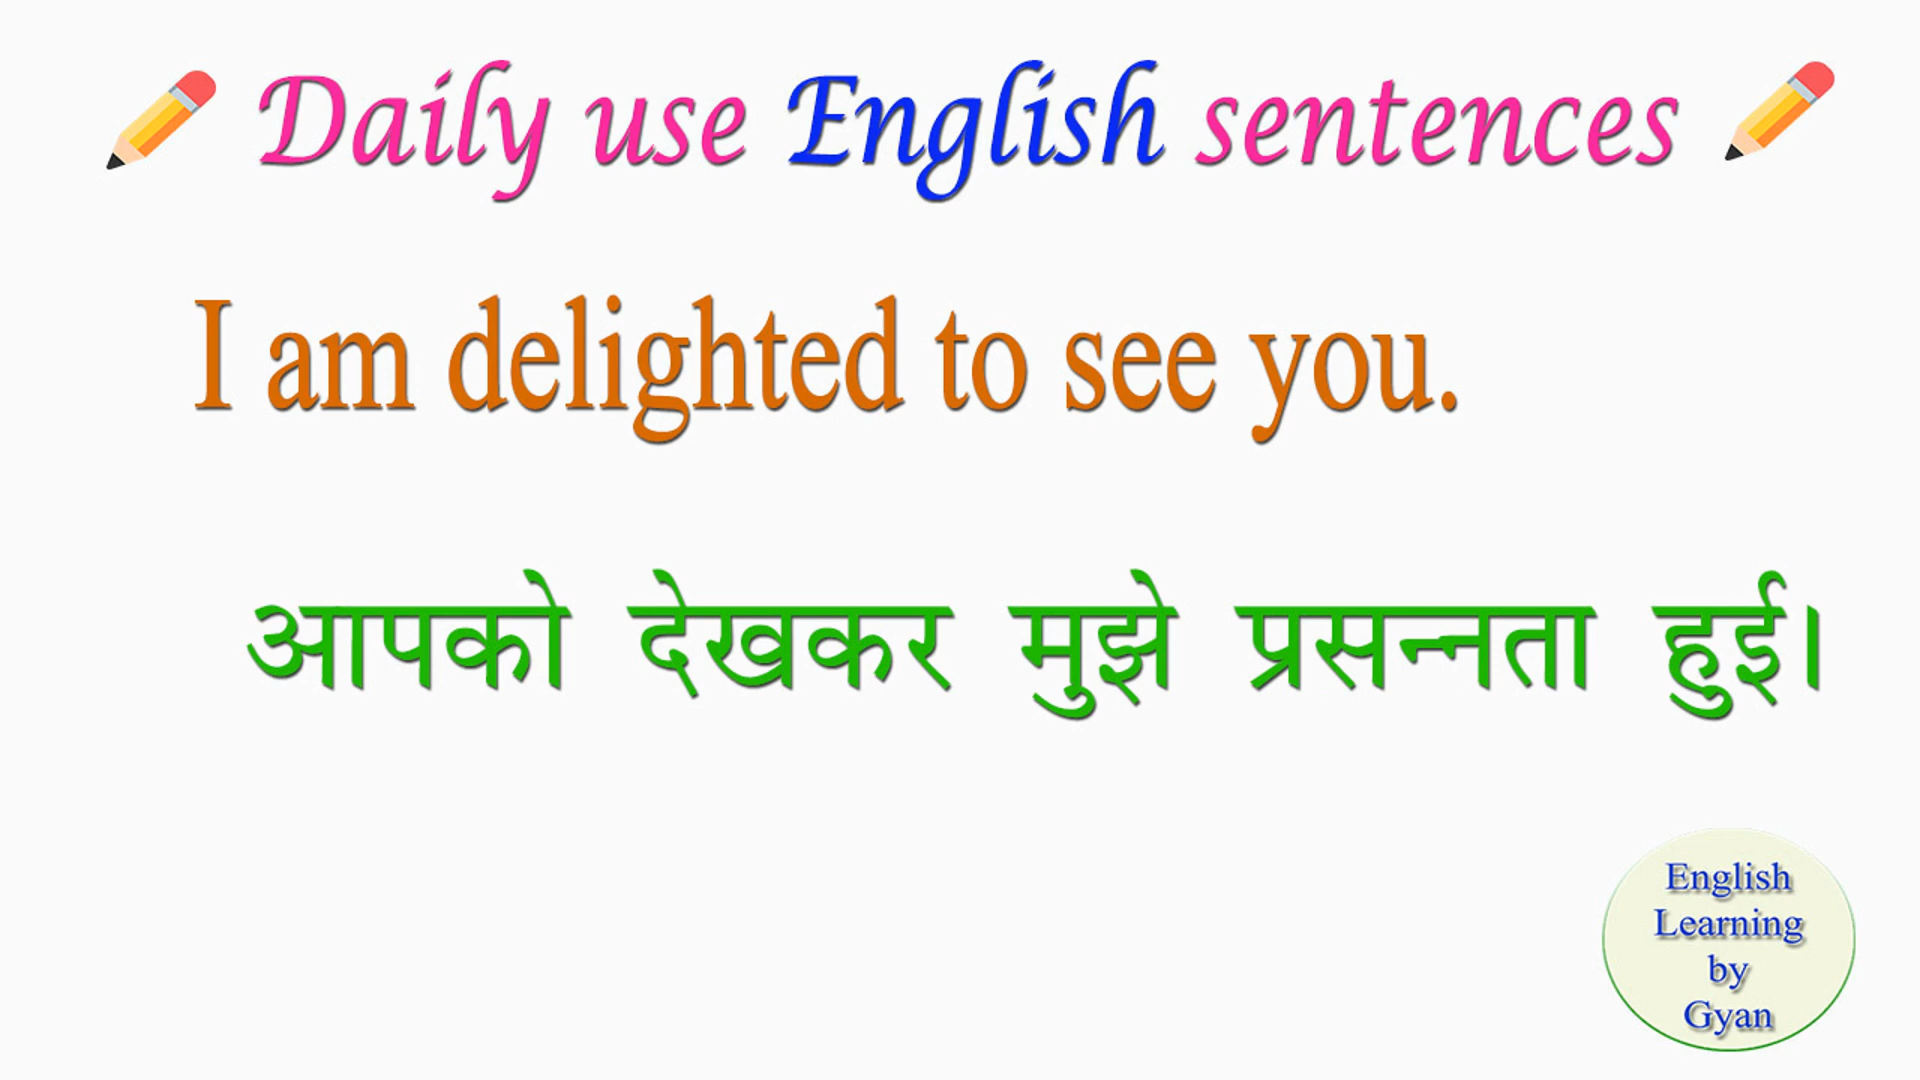 Daily use English sentences
I am delighted to see you.
आपको देखकर मुझे प्रसन्नता हुई।
English
Learning
by
Gyan